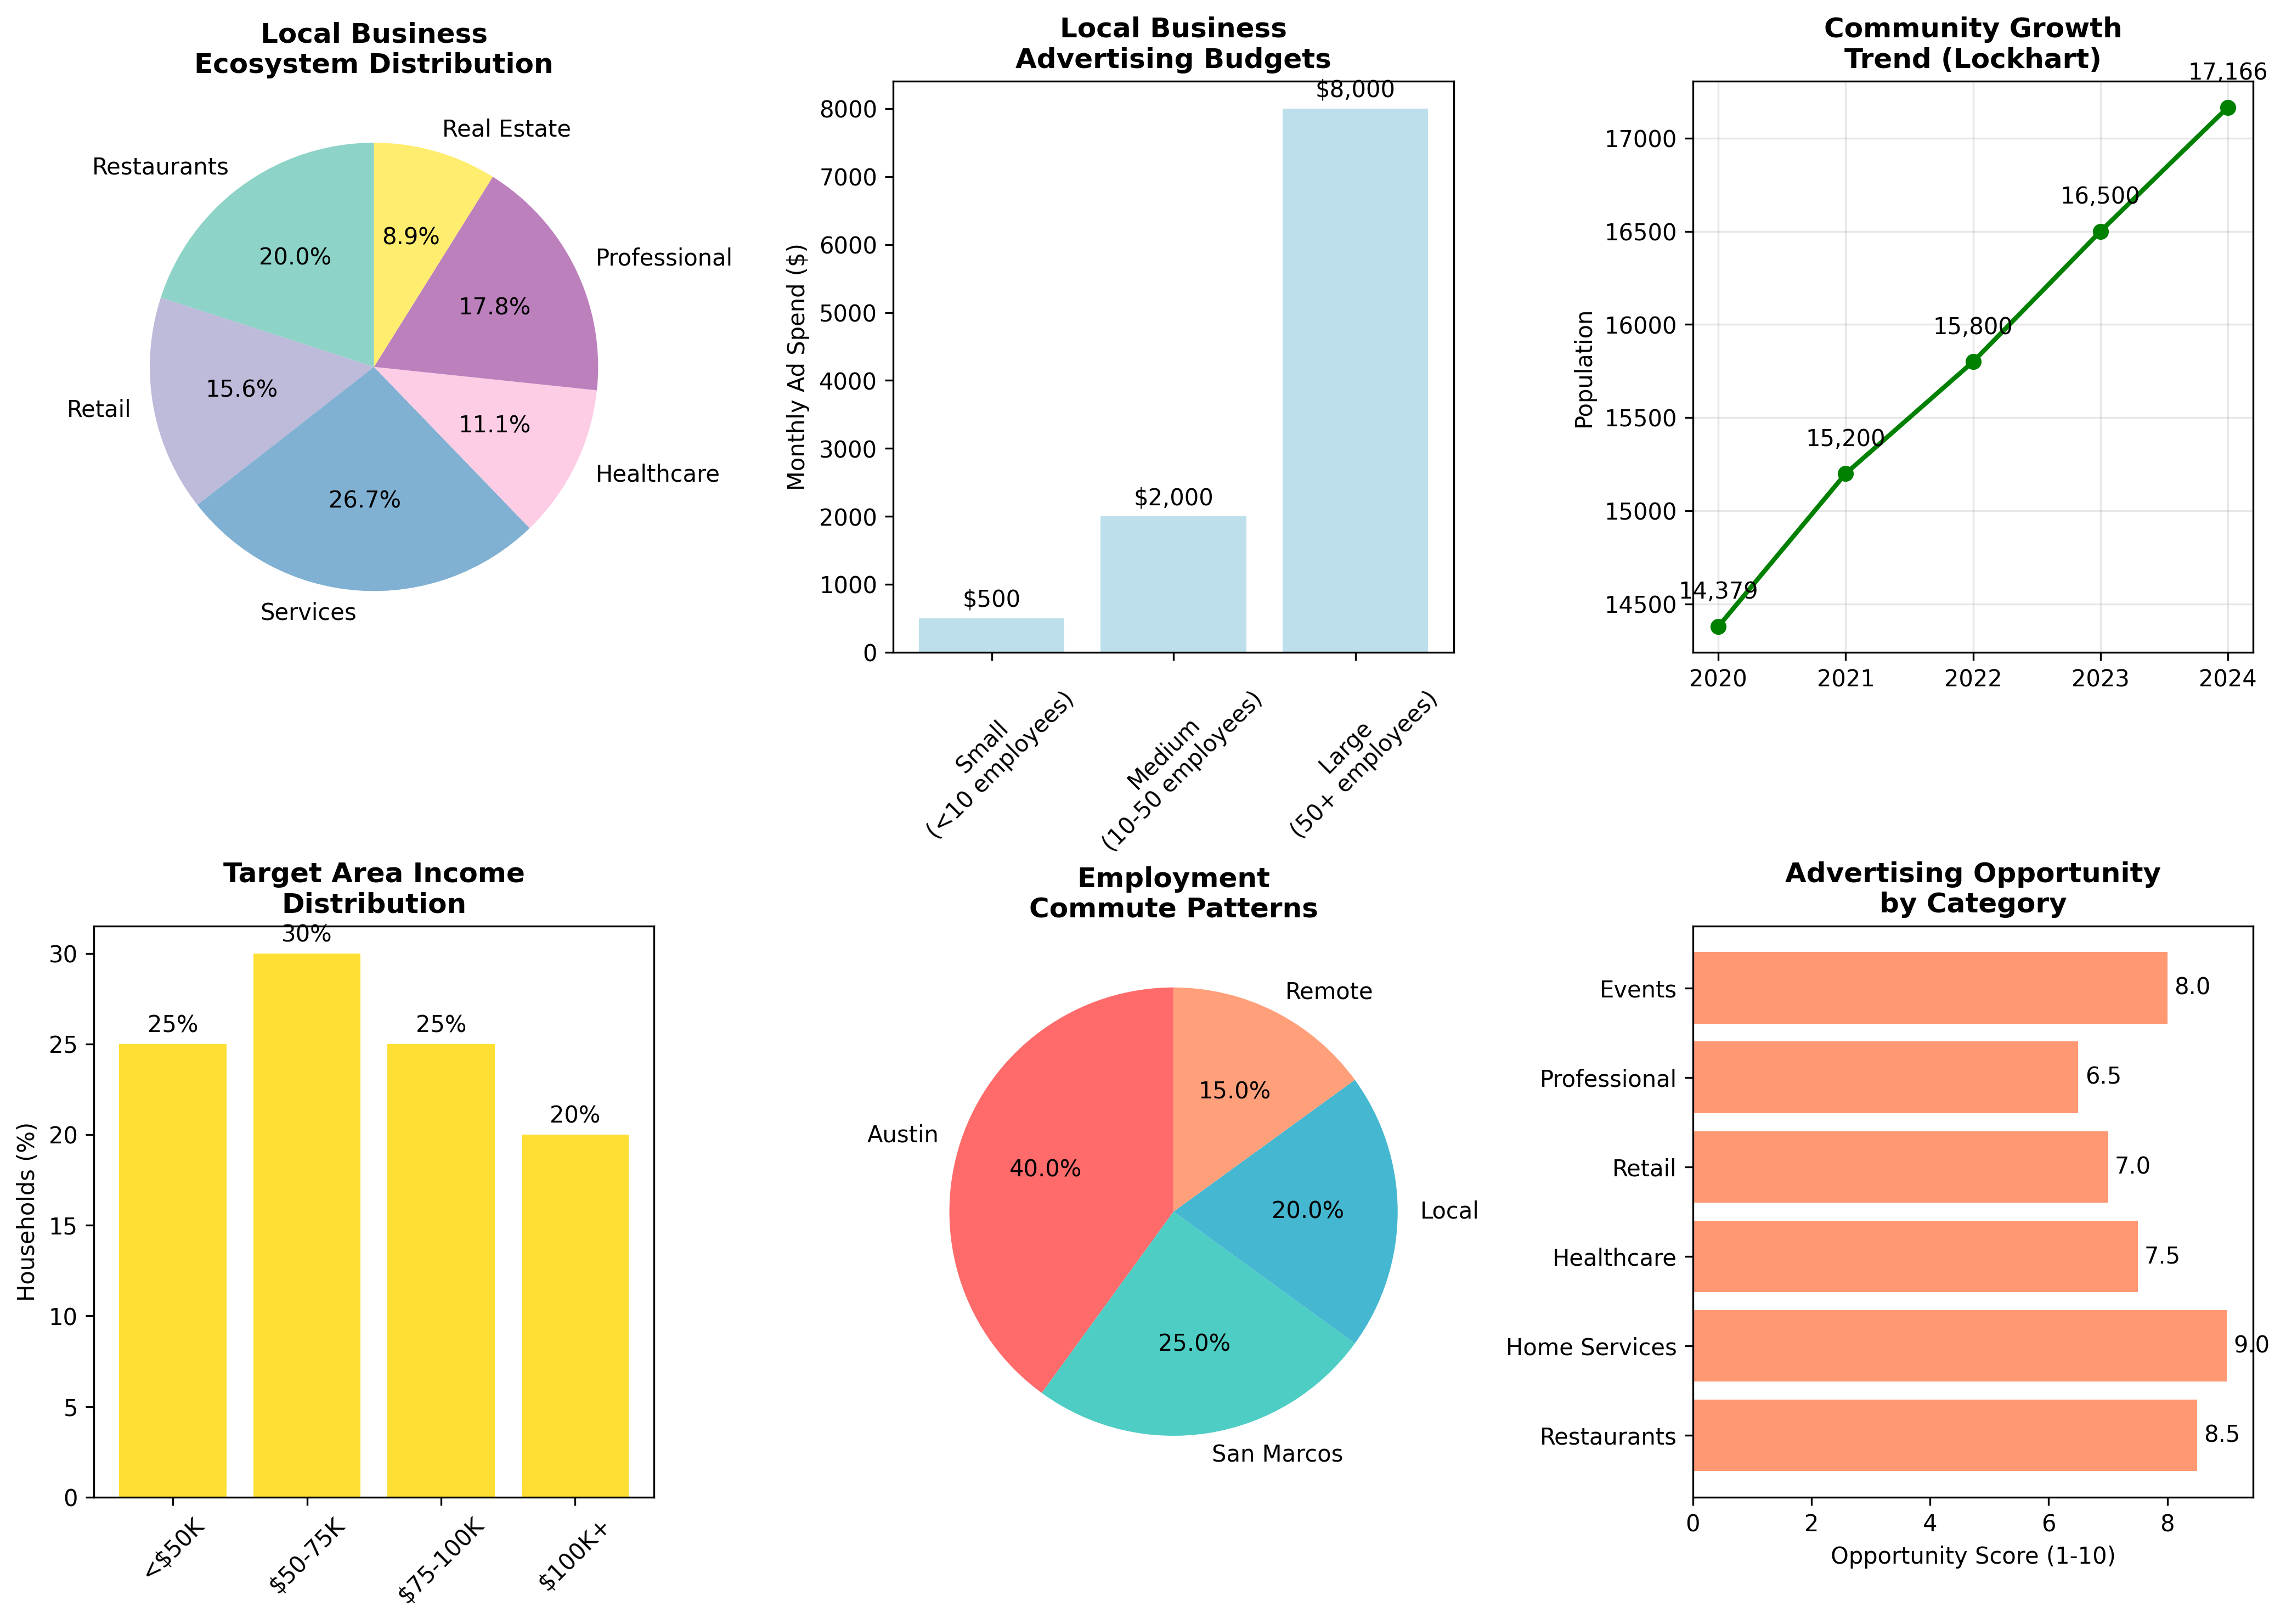 Local Business
Ecosystem Distribution
Real Estate
Restaurants
8.9%
20.0%
Professional
17.8%
15.6%
Retail
11.1%
Healthcare
26.7%
Services
Local Business
Advertising Budgets
Monthly Ad Spend ($)
8000
7000
6000
5000
4000
3000
2000
1000
0
$500
$2,000
$8,000
Small
(<10 employees)
Medium
(10-50 employees)
Large
(50+ employees)
Community Growth
Trend (Lockhart)
Population
17000
16500
16000
15500
15000
14500
14,379
15,200
15,800
16,500
17,166
2020
2021
2022
2023
2024
Target Area Income
Distribution
Households (%)
30
25
20
15
10
5
0
25%
30%
25%
20%
<$50K
$50-75K
$75-100K
$100K+
Employment
Commute Patterns
Remote
15.0%
Austin
40.0%
20.0%
Local
25.0%
San Marcos
Advertising Opportunity
by Category
Events
8.0
Professional
6.5
Retail
7.0
Healthcare
7.5
Home Services
9.0
Restaurants
8.5
0
2
4
6
8
Opportunity Score (1-10)